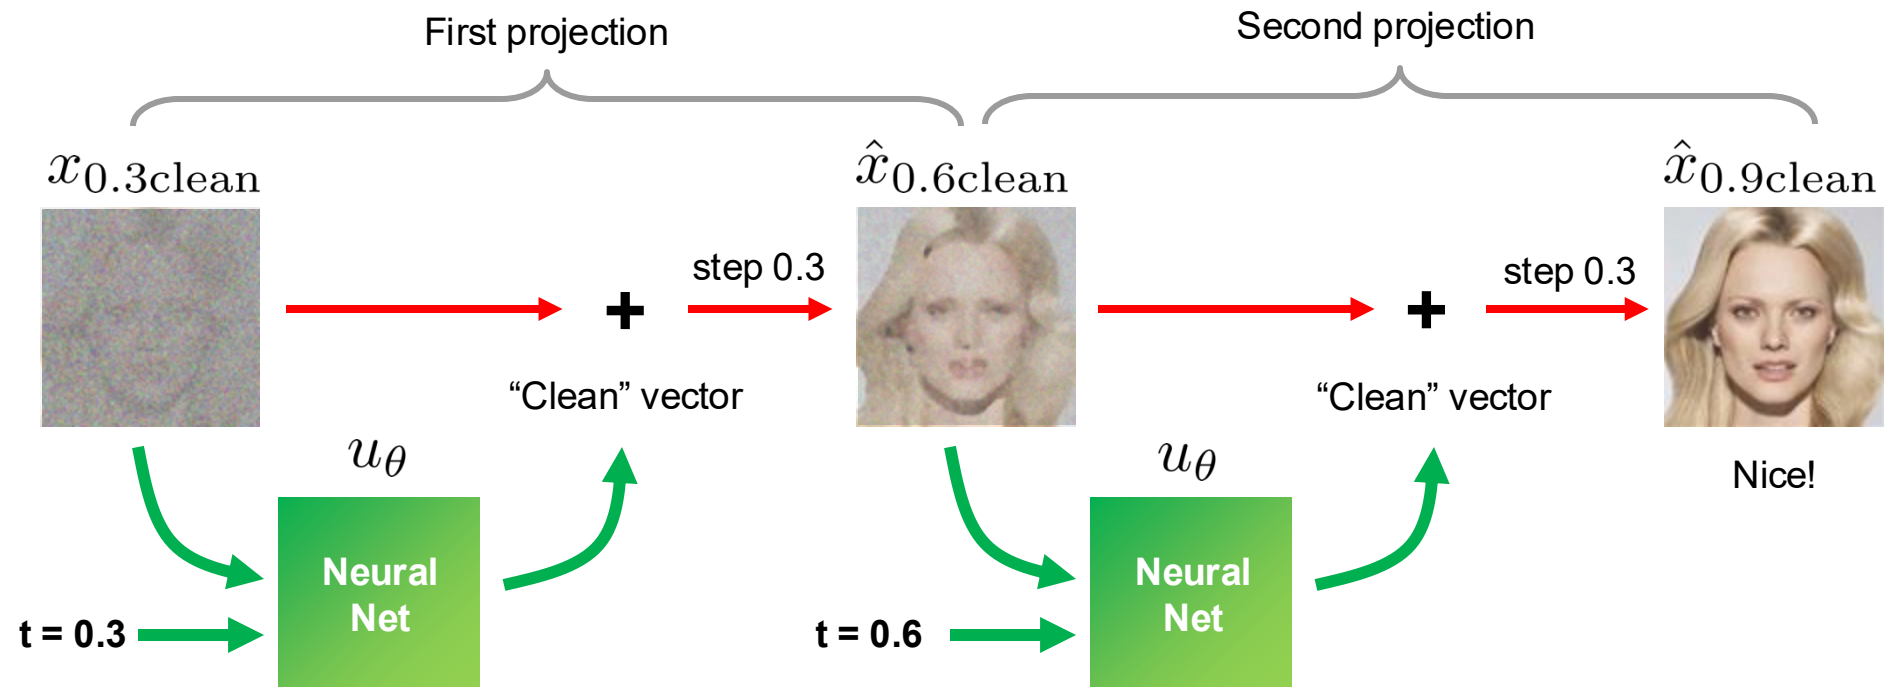 First projection
Second projection
x0.3clean
x̂0.6clean
x̂0.9clean
step 0.3
step 0.3
+
+
“Clean” vector
“Clean” vector
uθ
uθ
Nice!
Neural
Net
Neural
Net
t = 0.3
t = 0.6